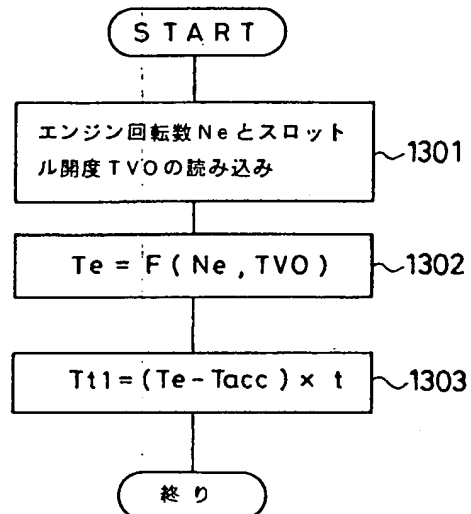 START
エンジン回転数Neとスロット
ル開度TVOの読み込み
1301
Te = F ( Ne , TVO )
1302
Tt1 = ( Te - Tacc ) × t
1303
終り